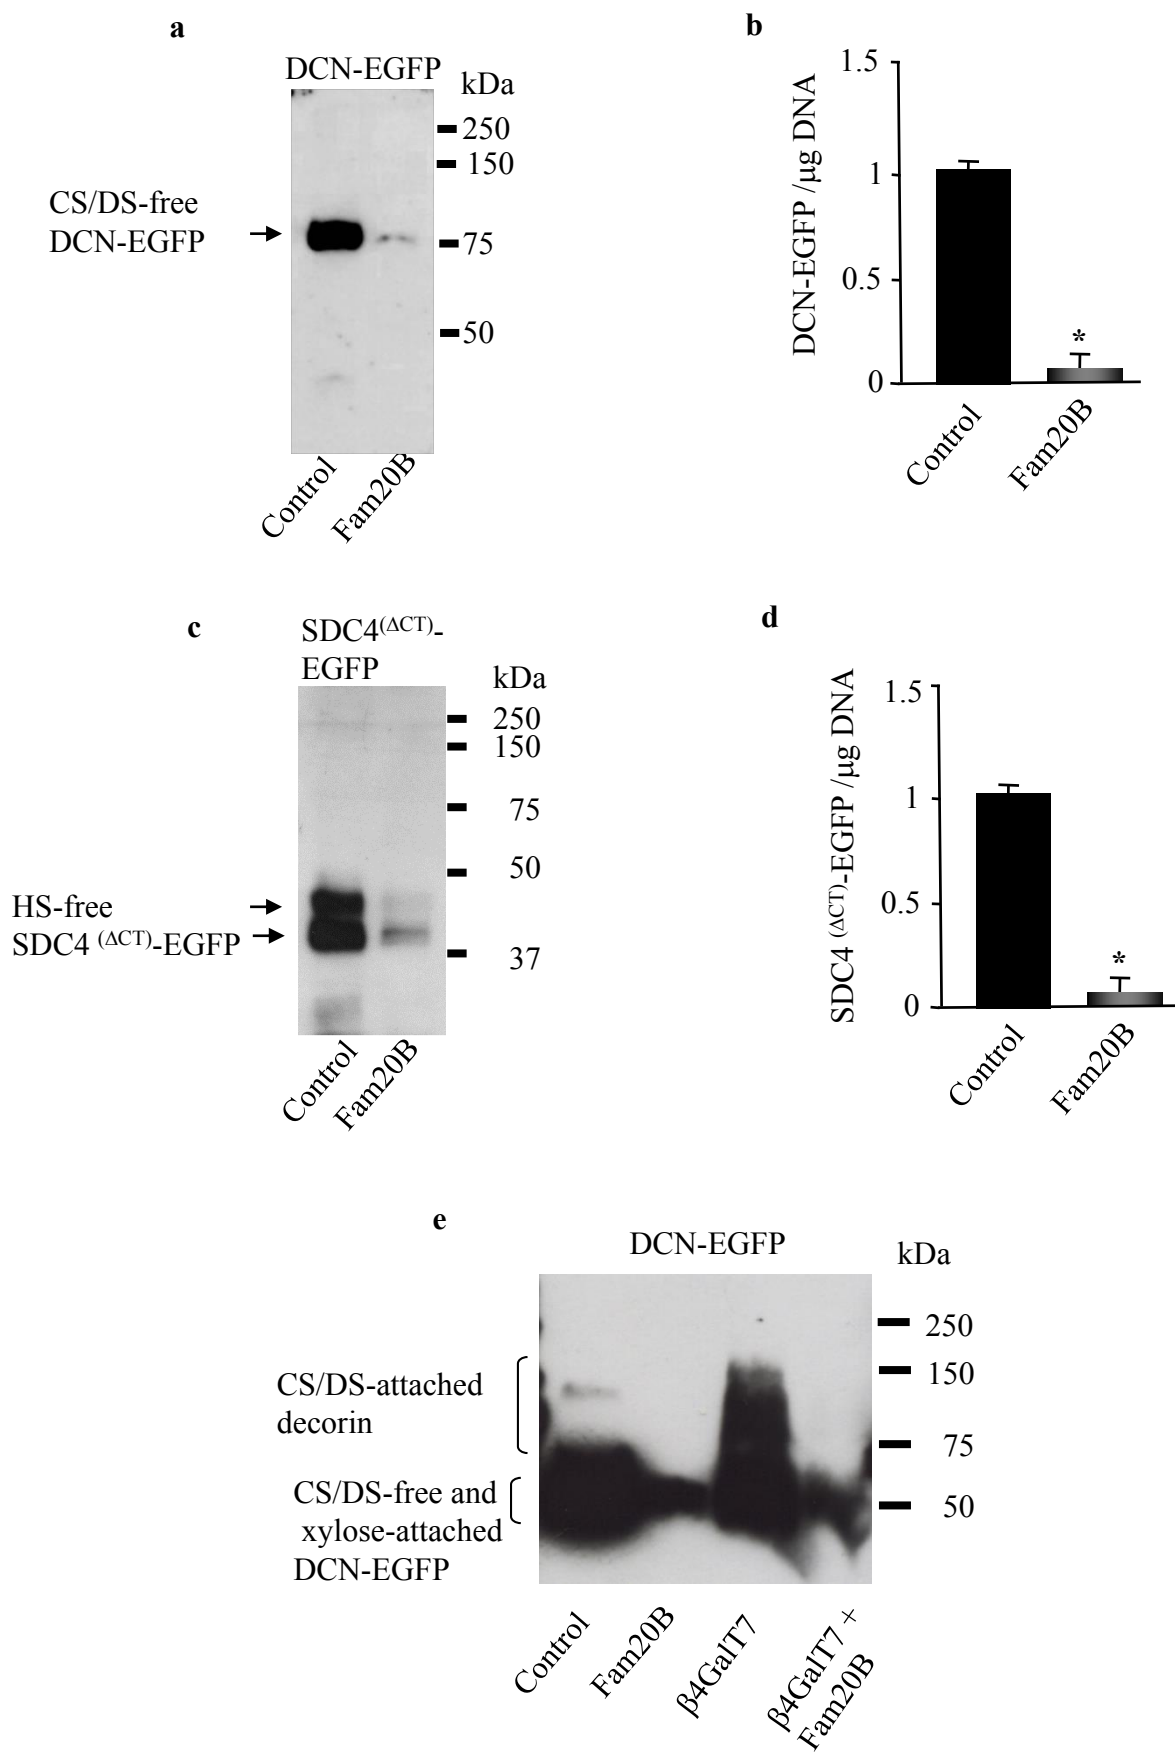 a
DCN-EGFP
kDa
250
150
CS/DS-free
DCN-EGFP
75
50
Control
Fam20B
b
DCN-EGFP /µg DNA
1.5
1
0.5
0
*
Control
Fam20B
c
SDC4(ΔCT)-
EGFP
kDa
250
150
75
50
HS-free
SDC4 (ΔCT)-EGFP
37
Control
Fam20B
d
SDC4 (ΔCT)-EGFP /µg DNA
1.5
1
0.5
0
*
Control
Fam20B
e
DCN-EGFP
kDa
250
150
CS/DS-attached
decorin
75
CS/DS-free and
xylose-attached
DCN-EGFP
50
Control
Fam20B
β4GalT7
β4GalT7 +
Fam20B